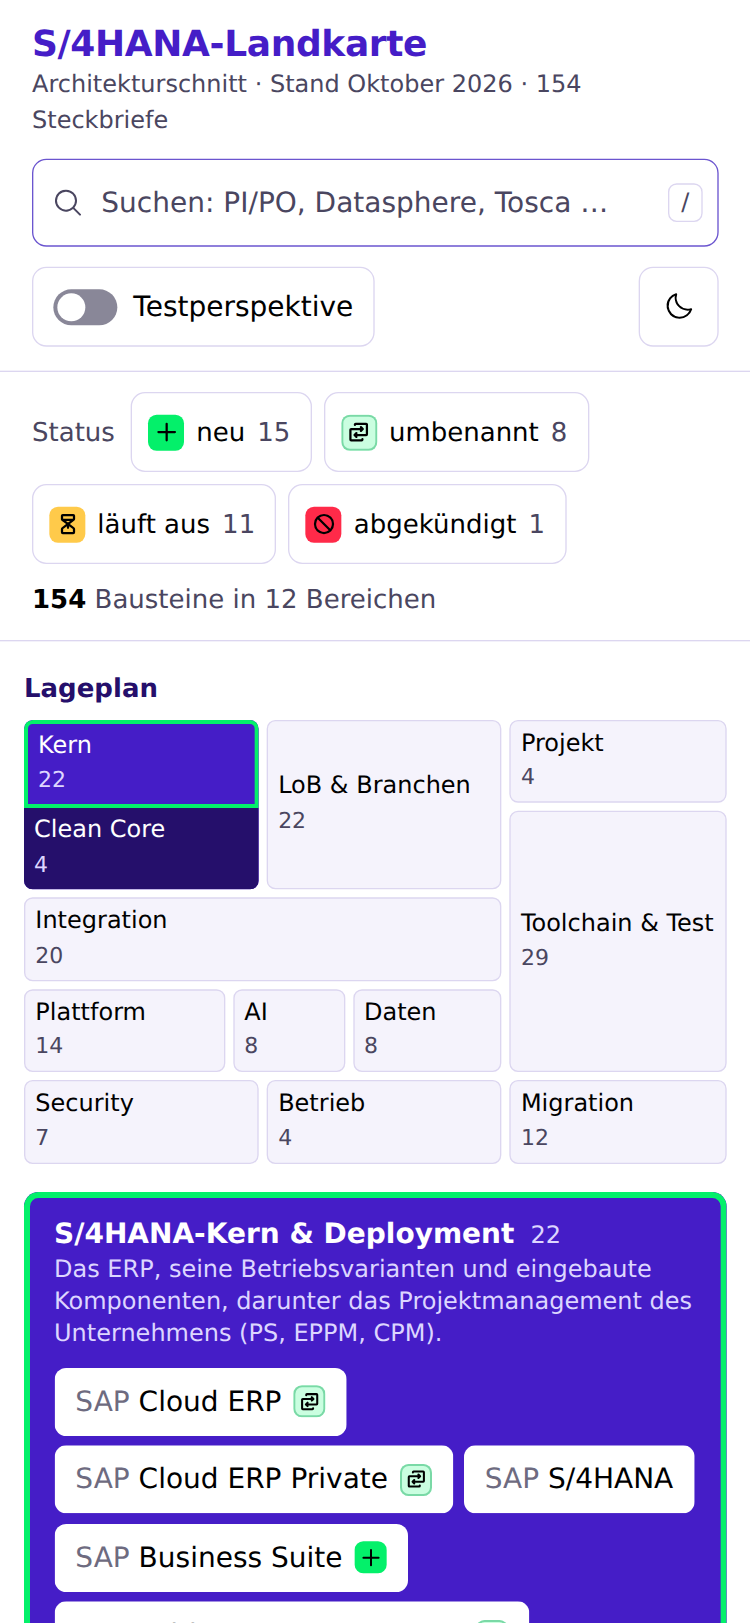 S/4HANA-Landkarte
Architekturschnitt · Stand Oktober 2026 · 154
Steckbriefe
Suchen: PI/PO, Datasphere, Tosca … /
Testperspektive
Status neu 15 umbenannt 8
läuft aus 11 abgekündigt 1
154 Bausteine in 12 Bereichen
Lageplan
Kern
22
Clean Core
4
LoB & Branchen
22
Projekt
4
Toolchain & Test
29
Integration
20
Plattform
14
AI
8
Daten
8
Security
7
Betrieb
4
Migration
12
S/4HANA-Kern & Deployment 22
Das ERP, seine Betriebsvarianten und eingebaute
Komponenten, darunter das Projektmanagement des
Unternehmens (PS, EPPM, CPM).
SAP Cloud ERP
SAP Cloud ERP Private
SAP S/4HANA
SAP Business Suite